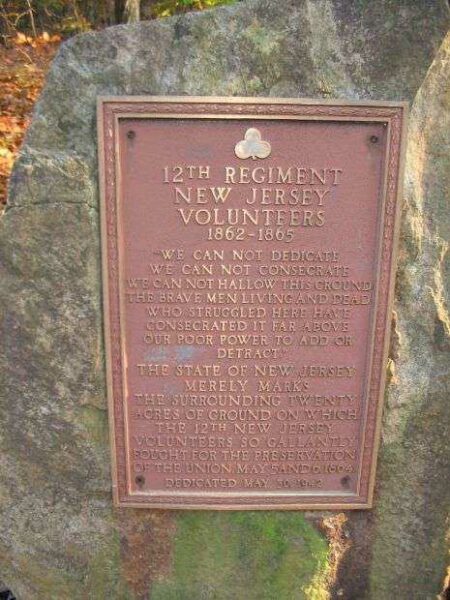 12TH REGIMENT
NEW JERSEY
VOLUNTEERS
1862-1865
"WE CAN NOT DEDICATE
WE CAN NOT CONSECRATE
WE CAN NOT HALLOW THIS GROUND
THE BRAVE MEN LIVING AND DEAD
WHO STRUGGLED HERE HAVE
CONSECRATED IT FAR ABOVE
OUR POOR POWER TO ADD OR
DETRACT."
THE STATE OF NEW JERSEY
MERELY MARKS
THE SURROUNDING TWENTY
ACRES OF GROUND ON WHICH
THE 12TH NEW JERSEY
VOLUNTEERS SO GALLANTLY
FOUGHT FOR THE PRESERVATION
OF THE UNION MAY 5 AND 6 1864
DEDICATED MAY 30 1942